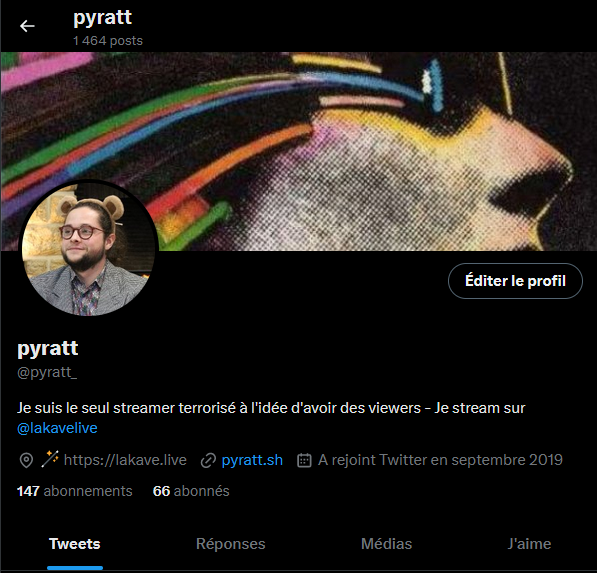 pyratt
1 464 posts
Éditer le profil
pyratt
@pyratt_
Je suis le seul streamer terrorisé à l'idée d'avoir des viewers - Je stream sur
@lakavelive
https://lakave.live pyratt.sh A rejoint Twitter en septembre 2019
147 abonnements 66 abonnés
Tweets Réponses Médias J'aime